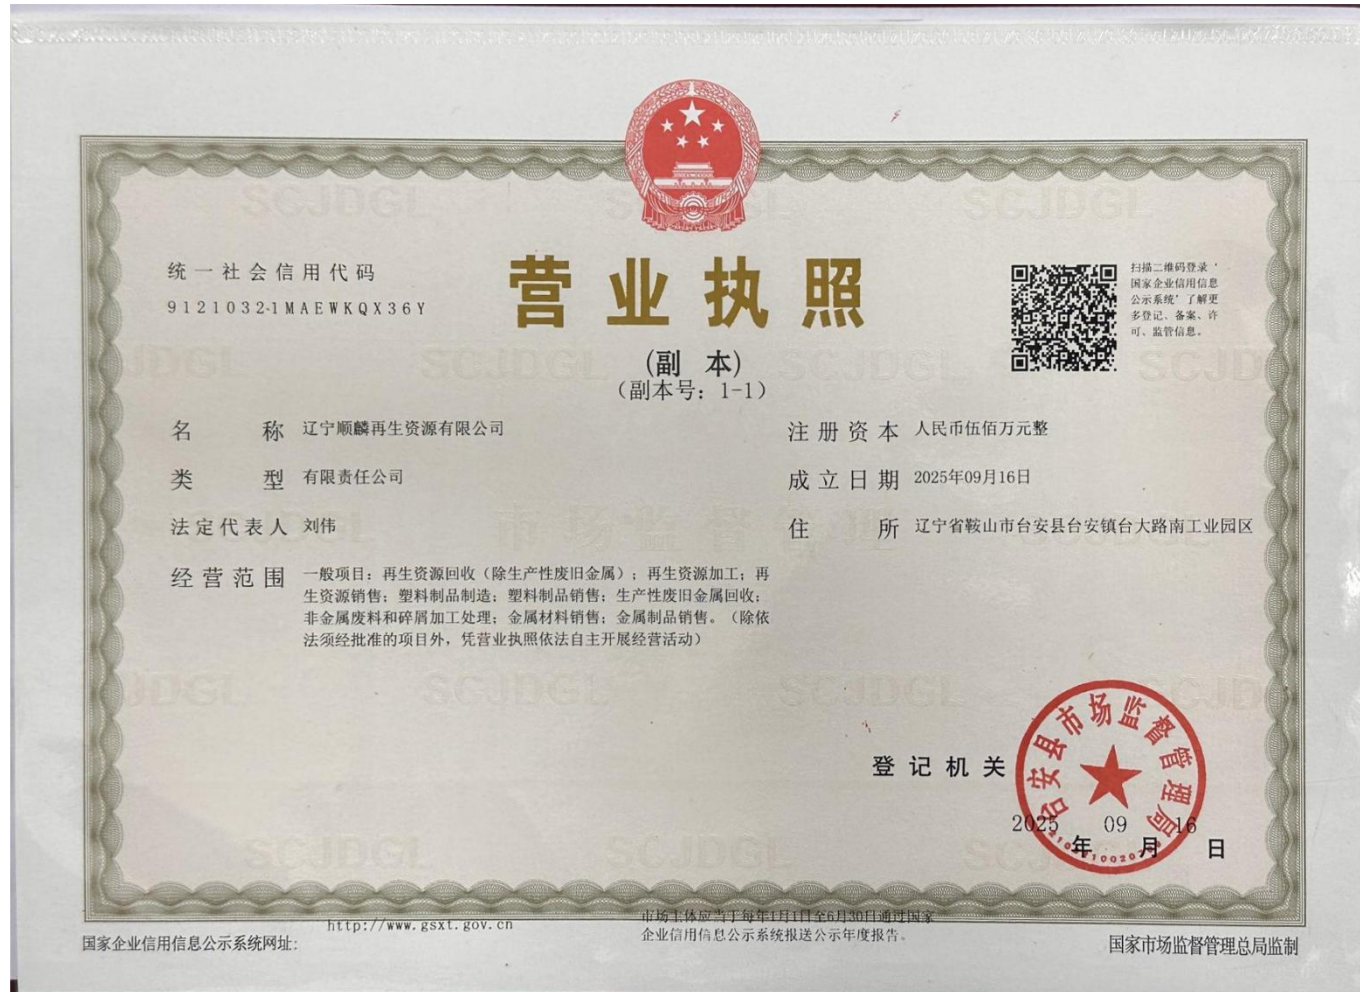 统一社会信用代码
91210321MAEWKQX36Y
营业执照
(副 本)
（副本号：1-1）
扫描二维码登录‘
国家企业信用信息
公示系统’了解更
多登记、备案、许
可、监管信息。
名 称 辽宁顺麟再生资源有限公司
类 型 有限责任公司
法定代表人 刘伟
经营范围 一般项目：再生资源回收（除生产性废旧金属）；再生资源加工；再
生资源销售；塑料制品制造；塑料制品销售；生产性废旧金属回收；
非金属废料和碎屑加工处理；金属材料销售；金属制品销售。（除依
法须经批准的项目外，凭营业执照依法自主开展经营活动）
注册资本 人民币伍佰万元整
成立日期 2025年09月16日
住 所 辽宁省鞍山市台安县台安镇台大路南工业园区
登记机关
台安县市场监督管理局
2025 年 09 月 16 日
国家企业信用信息公示系统网址：
http://www.gsxt.gov.cn
市场主体应当于每年1月1日至6月30日通过国家
企业信用信息公示系统报送公示年度报告。
国家市场监督管理总局监制